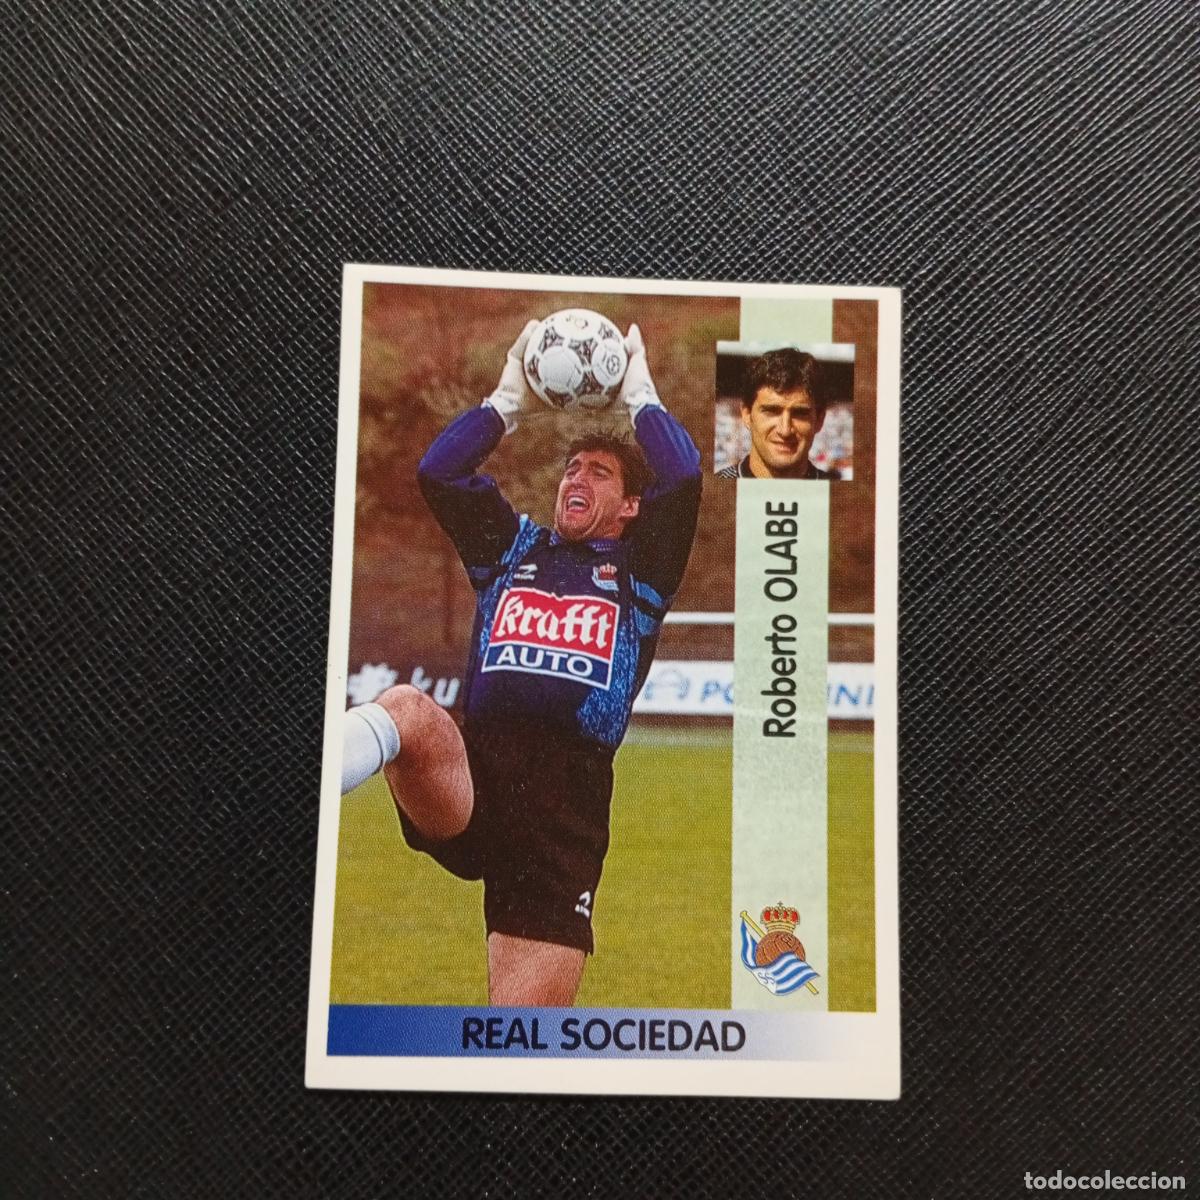 Roberto OLABE
krafft
AUTO
REAL SOCIEDAD
todocoleccion